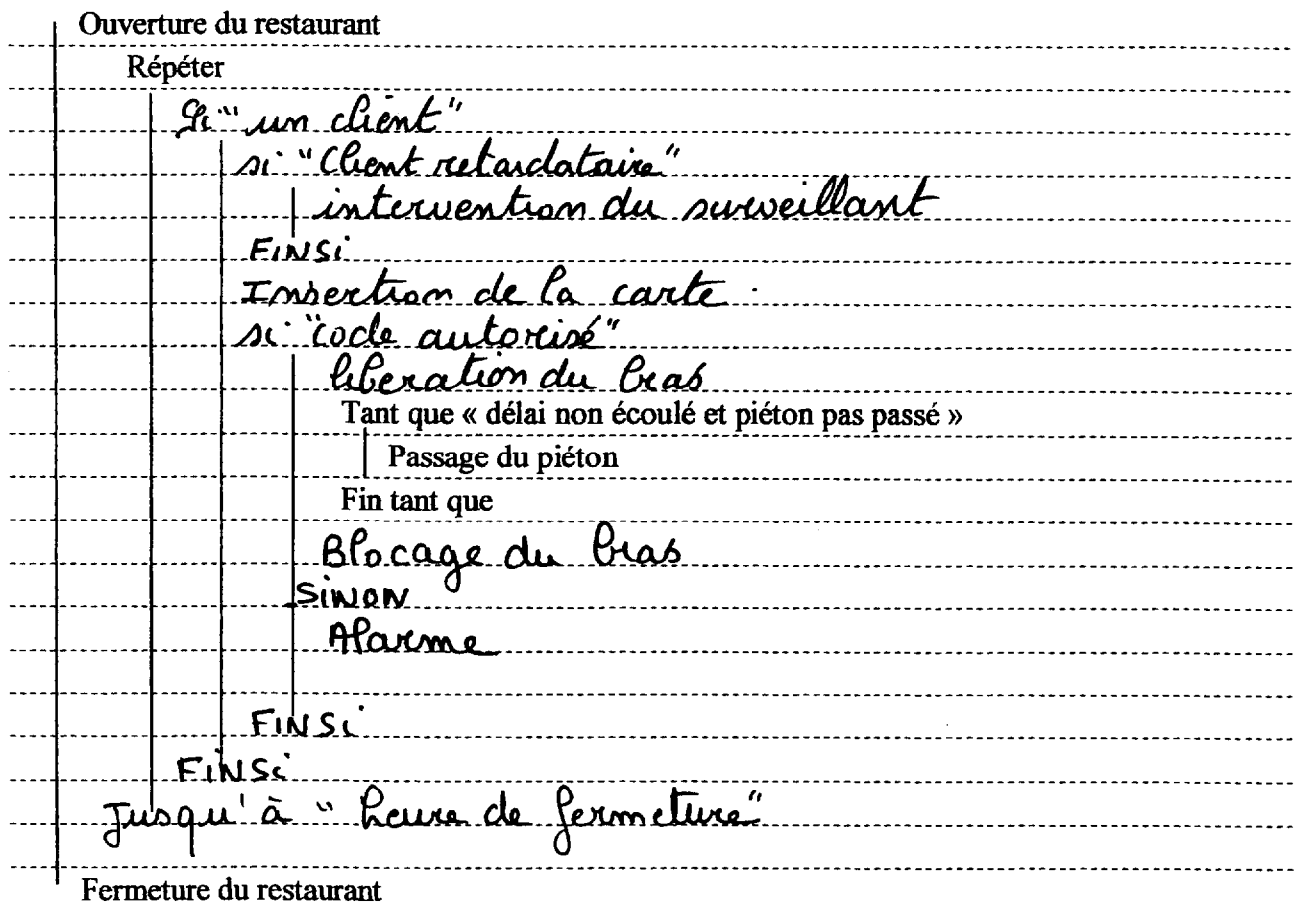 Ouverture du restaurant
Répéter
Si "un client"
si "Client retardataire"
intervention du surveillant
FINSi
Insertion de la carte.
si "code autorisé"
libération du bras
Tant que « délai non écoulé et piéton pas passé »
Passage du piéton
Fin tant que
Blocage du bras
SINON
Alarme
FINSi
FINSi
Jusqu'à "heure de fermeture"
Fermeture du restaurant